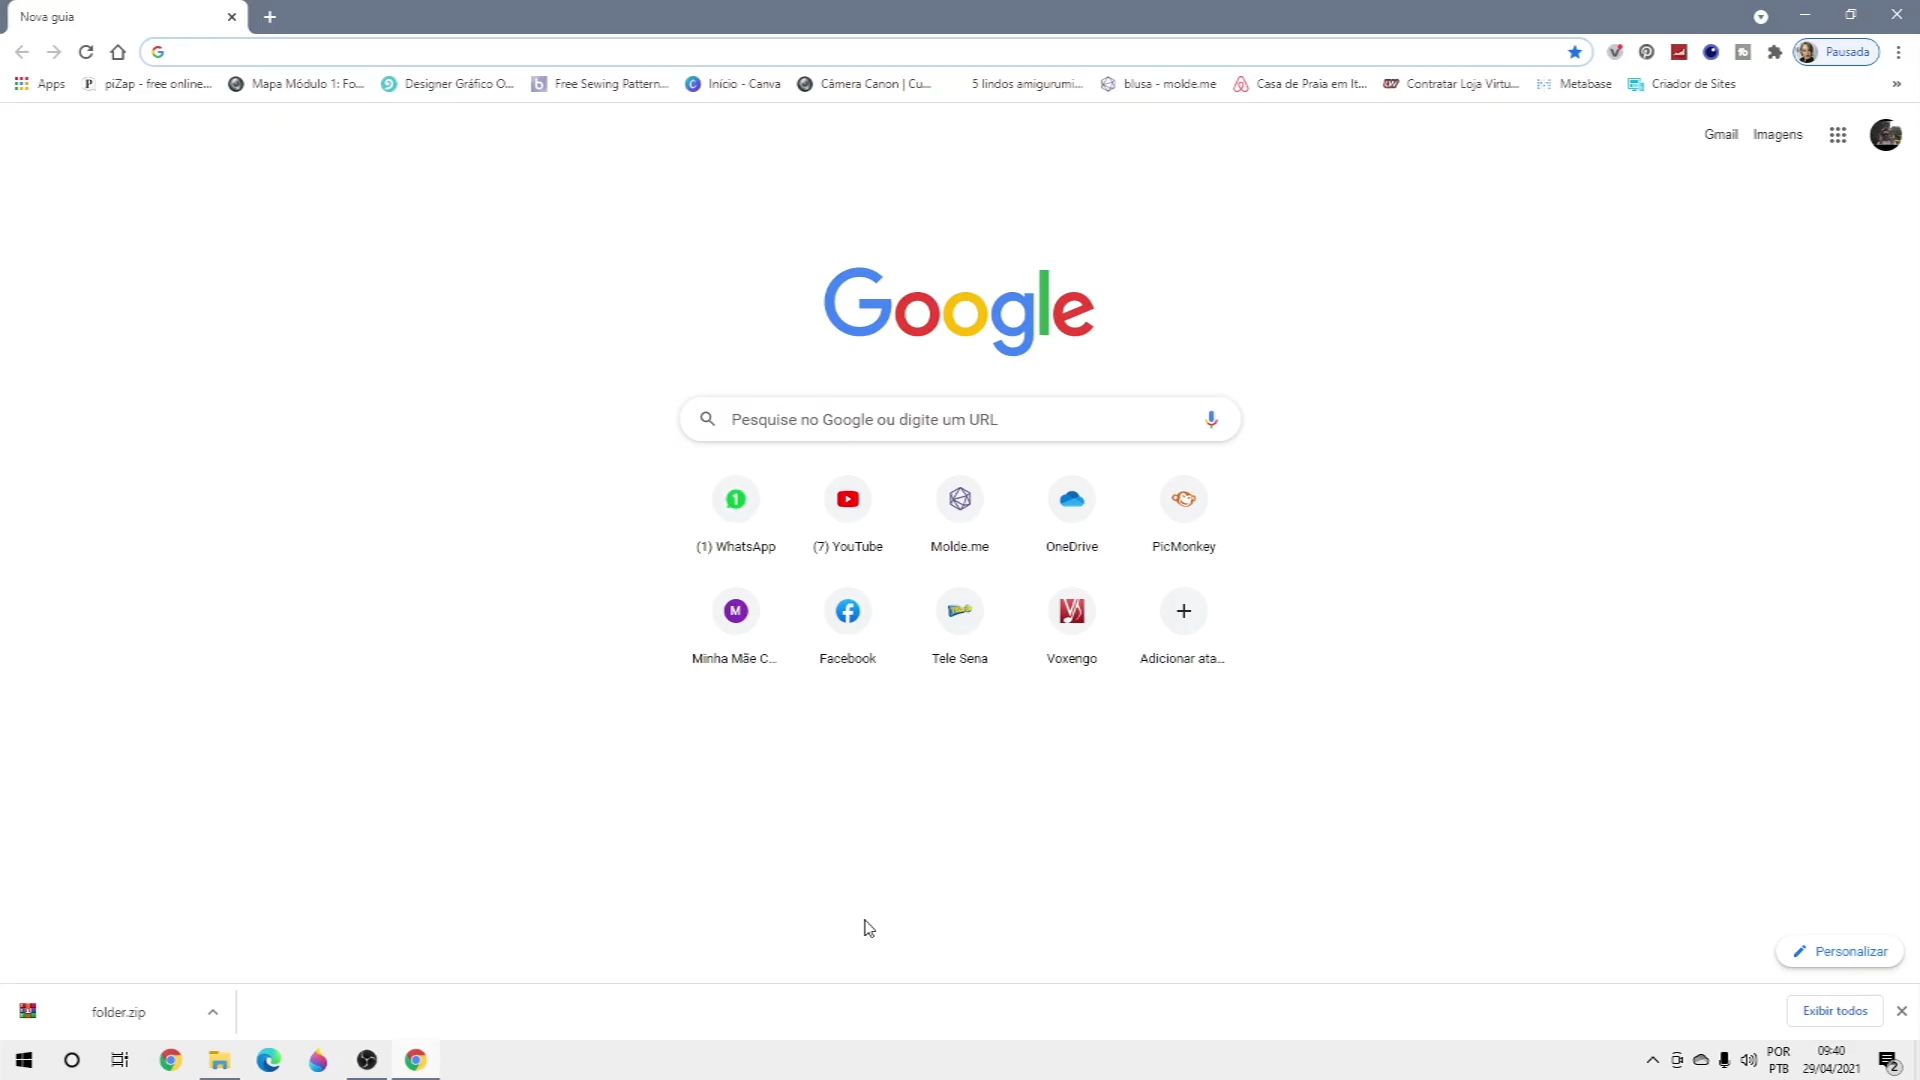 Nova guia
Pausada
Apps
piZap - free online...
Mapa Módulo 1: Fo...
Designer Gráfico O...
Free Sewing Pattern...
Início - Canva
Câmera Canon | Cu...
5 lindos amigurumi...
blusa - molde.me
Casa de Praia em It...
Contratar Loja Virtu...
Metabase
Criador de Sites
»
Gmail
Imagens
Google
Pesquise no Google ou digite um URL
(1) WhatsApp
(7) YouTube
Molde.me
OneDrive
PicMonkey
Minha Mãe C...
Facebook
Tele Sena
Voxengo
Adicionar ata...
Personalizar
folder.zip
Exibir todos
POR
PTB
09:40
29/04/2021
2